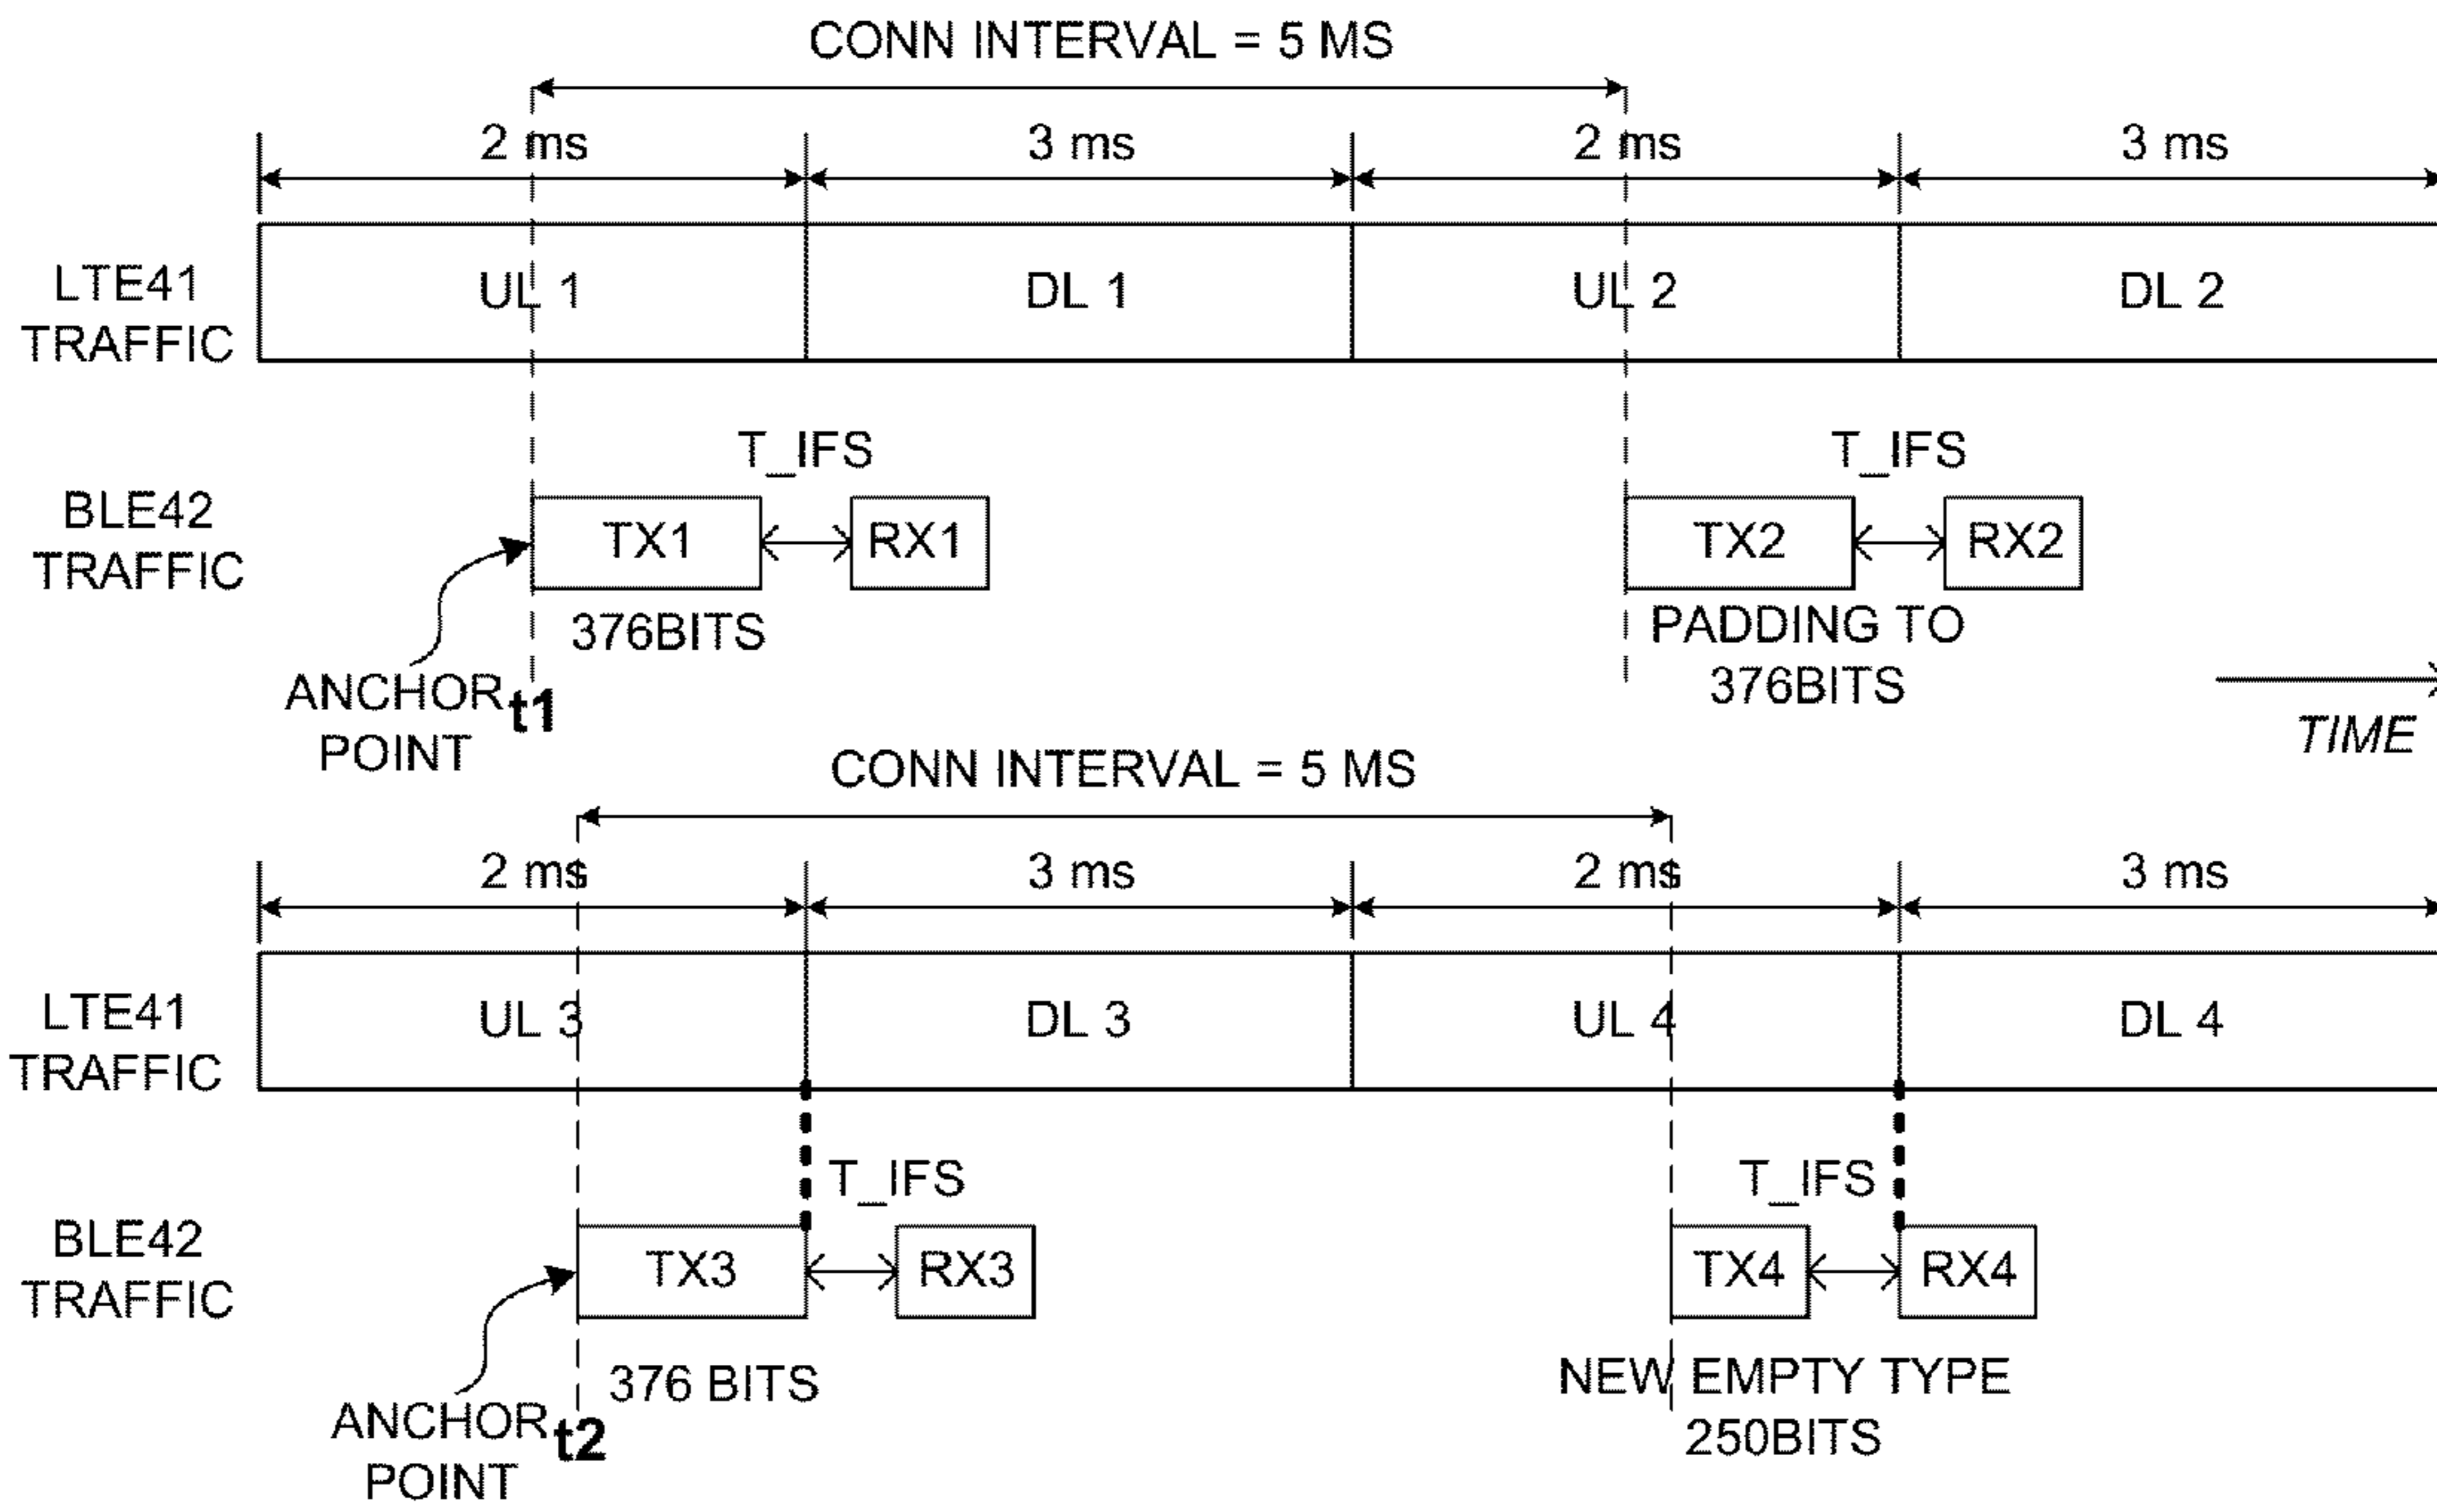 CONN INTERVAL = 5 MS
2 ms 3 ms 2 ms 3 ms
LTE41
TRAFFIC
UL 1 DL 1 UL 2 DL 2
T_IFS T_IFS
BLE42
TRAFFIC
TX1 RX1 TX2 RX2
376BITS
PADDING TO
376BITS
ANCHOR
POINT
t1
TIME
CONN INTERVAL = 5 MS
2 ms 3 ms 2 ms 3 ms
LTE41
TRAFFIC
UL 3 DL 3 UL 4 DL 4
T_IFS T_IFS
BLE42
TRAFFIC
TX3 RX3 TX4 RX4
376 BITS
NEW EMPTY TYPE
250BITS
ANCHOR
POINT
t2